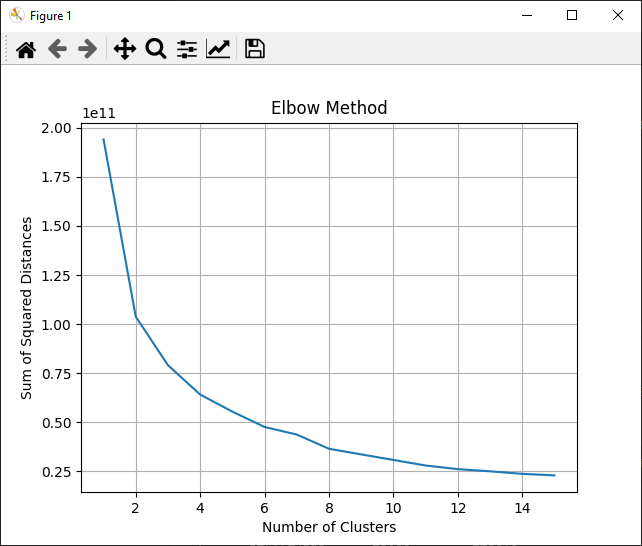 Figure 1
Elbow Method
1e11
2.00
1.75
1.50
1.25
1.00
0.75
0.50
0.25
Sum of Squared Distances
2 4 6 8 10 12 14
Number of Clusters